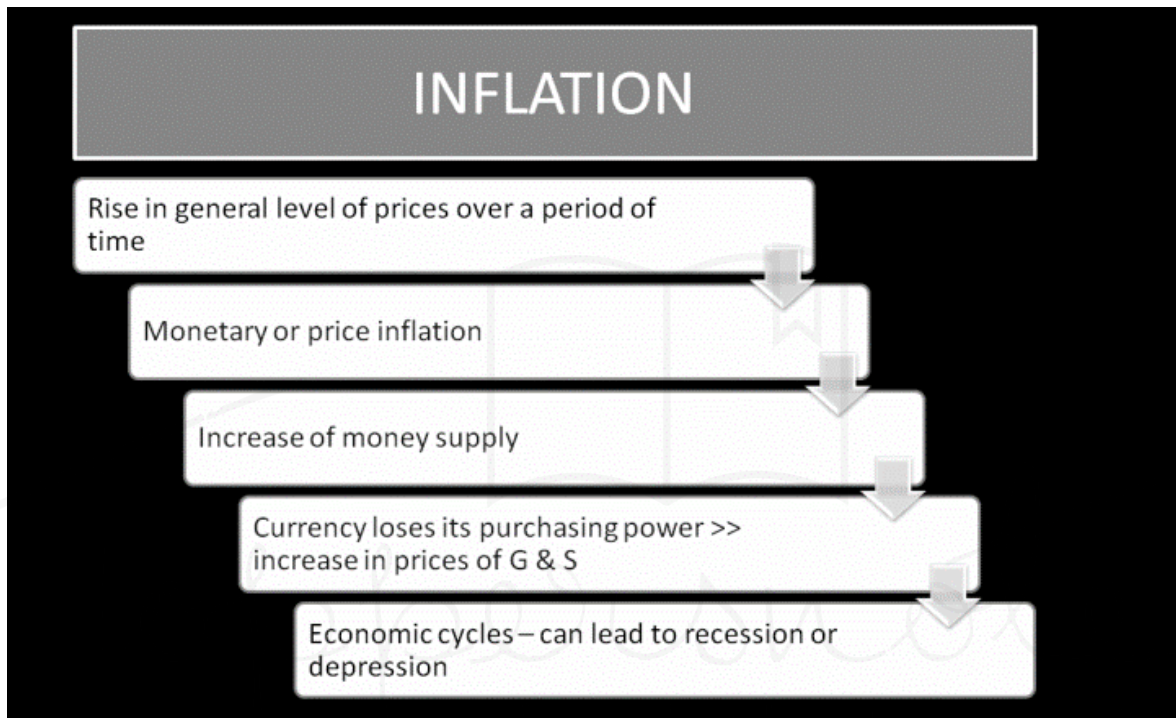 INFLATION
Rise in general level of prices over a period of
time
Monetary or price inflation
Increase of money supply
Currency loses its purchasing power >>
increase in prices of G & S
Economic cycles – can lead to recession or
depression